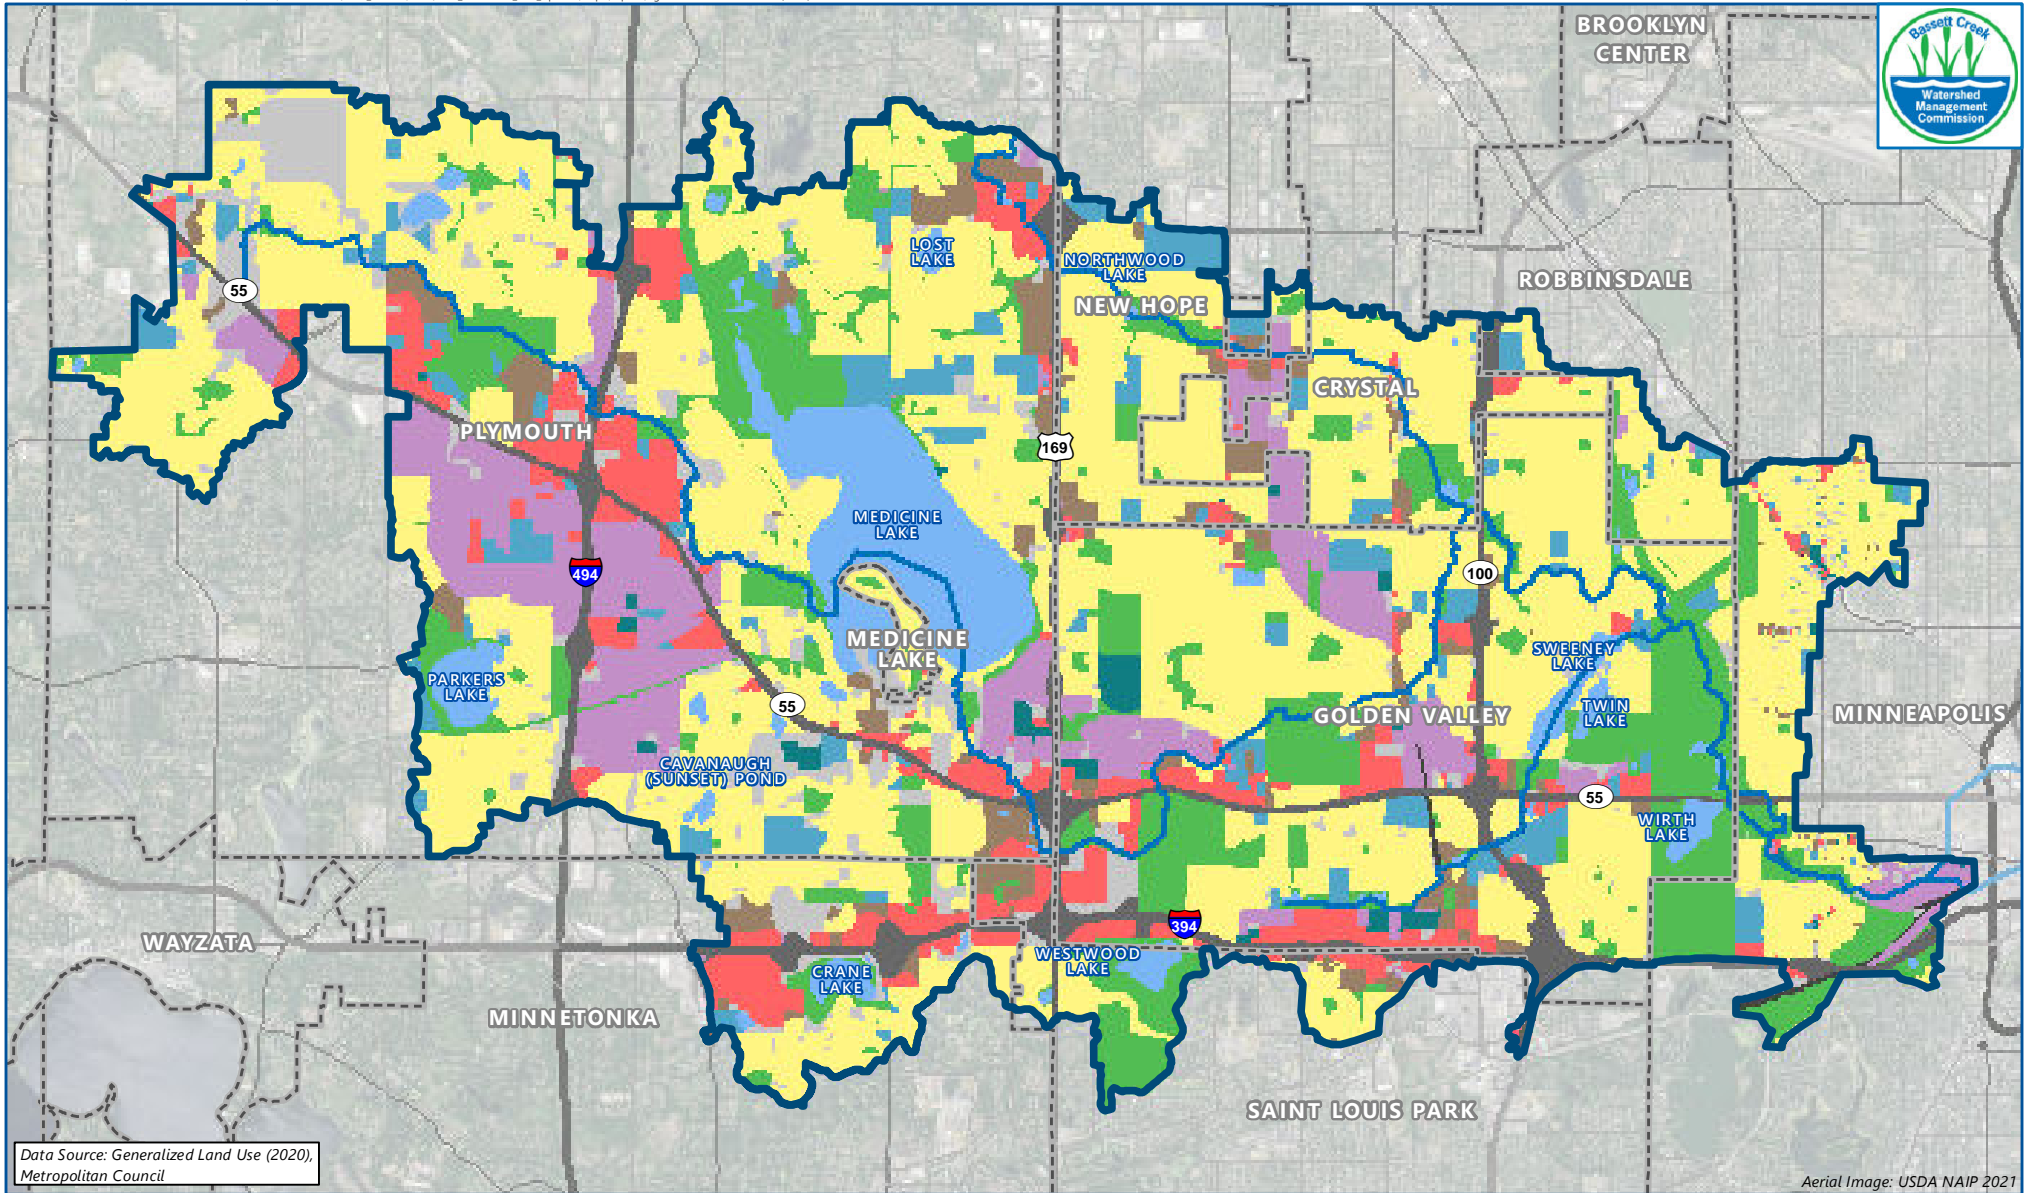 BROOKLYN
CENTER
Bassett Creek
Watershed
Management
Commission
LOST
LAKE
NORTHWOOD
LAKE
55
NEW HOPE
ROBBINSDALE
CRYSTAL
PLYMOUTH
169
MEDICINE
LAKE
494
100
MEDICINE
LAKE
SWEENEY
LAKE
PARKERS
LAKE
55
TWIN
LAKE
GOLDEN VALLEY
MINNEAPOLIS
CAVANAUGH
(SUNSET) POND
55
WIRTH
LAKE
394
WAYZATA
WESTWOOD
LAKE
CRANE
LAKE
MINNETONKA
SAINT LOUIS PARK
Data Source: Generalized Land Use (2020),
Metropolitan Council
Aerial Image: USDA NAIP 2021